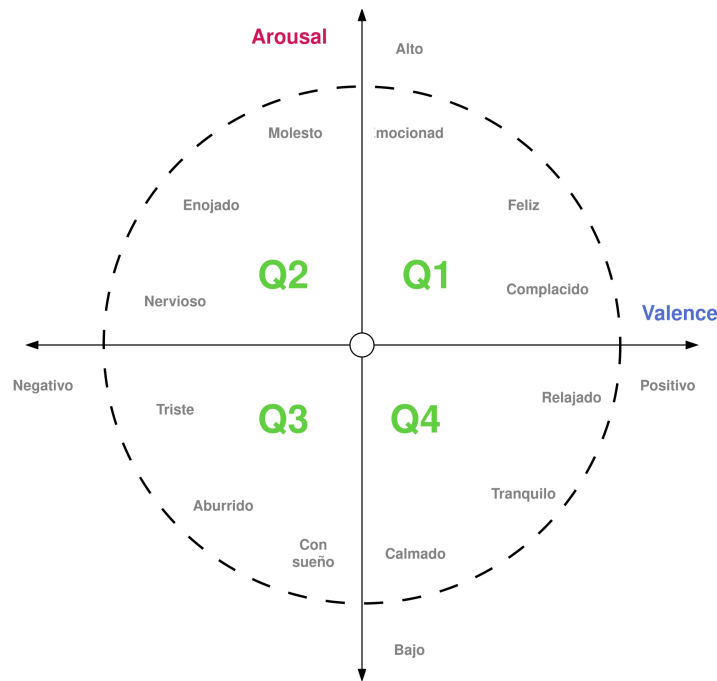 Arousal
Alto
Molesto
mocionad
Enojado
Feliz
Q2
Q1
Nervioso
Complacido
Valence
Negativo
Positivo
Triste
Relajado
Q3
Q4
Aburrido
Tranquilo
Con
sueño
Calmado
Bajo